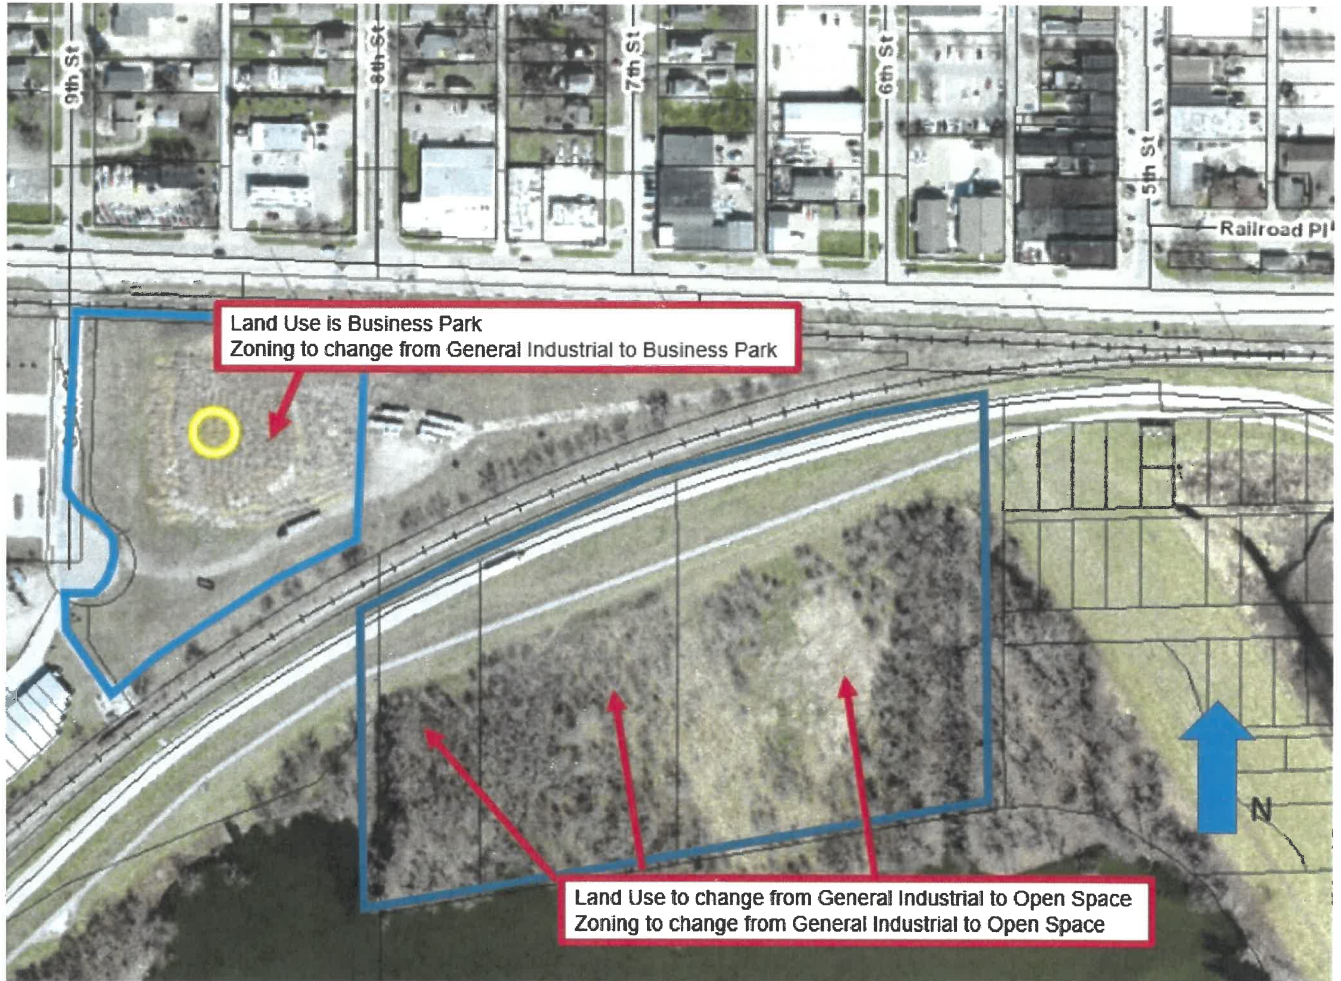 9th St
8th St
7th St
6th St
5th St
Railroad Pl
Land Use is Business Park
Zoning to change from General Industrial to Business Park
Land Use to change from General Industrial to Open Space
Zoning to change from General Industrial to Open Space
N